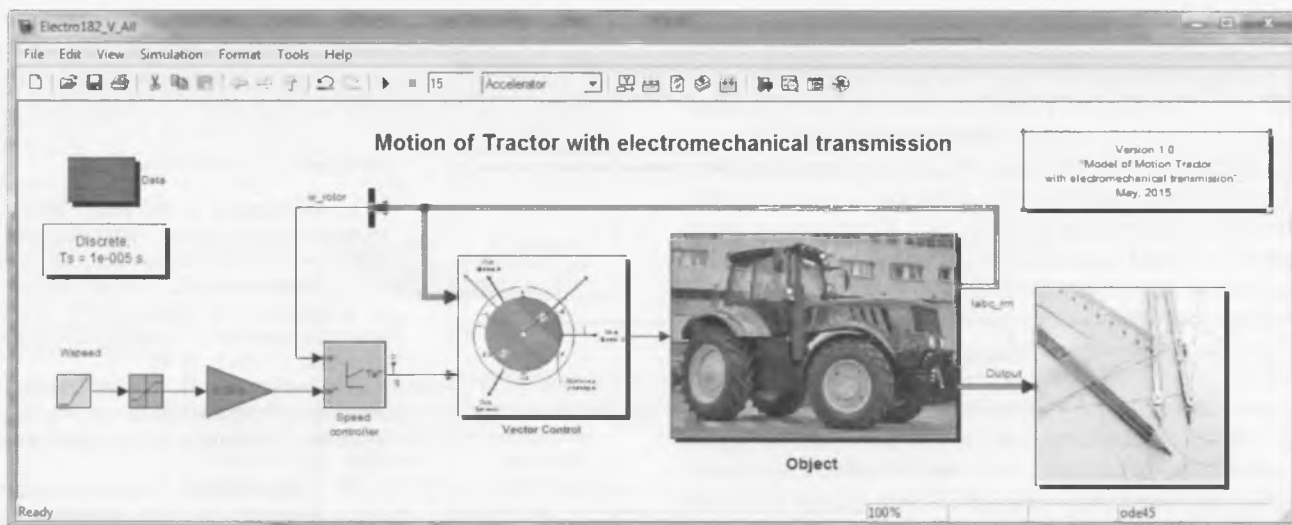 Electro182_V_All
File Edit View Simulation Format Tools Help
15 Accelerator
Motion of Tractor with electromechanical transmission
Version 1.0
"Model of Motion Tractor
with electromechanical transmission"
May, 2015
Data
w_rotor
Discrete,
Ts = 1e-005 s.
Iabc_m
Wspeed
Te*
Output
Speed
controller
Vector Control
Object
Ready 100% ode45